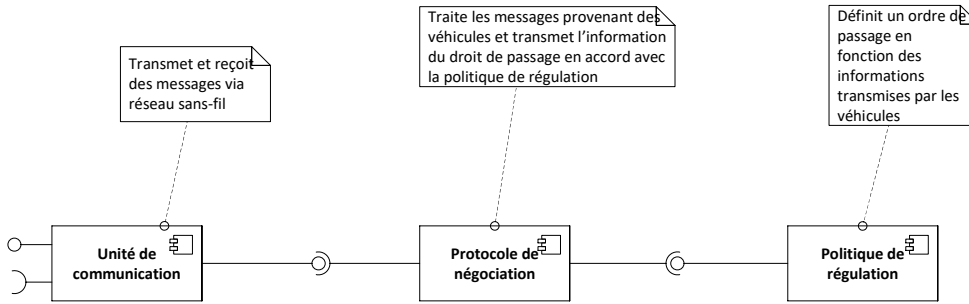 Transmet et reçoit
des messages via
réseau sans-fil
Traite les messages provenant des
véhicules et transmet l’information
du droit de passage en accord avec
la politique de régulation
Définit un ordre de
passage en
fonction des
informations
transmises par les
véhicules
Unité de
communication
Protocole de
négociation
Politique de
régulation